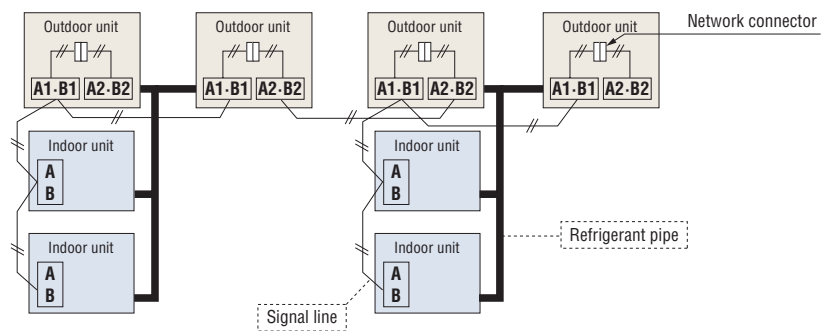 Outdoor unit
A1·B1 A2·B2
Outdoor unit
A1·B1 A2·B2
Outdoor unit
A1·B1 A2·B2
Outdoor unit
A1·B1 A2·B2
Network connector
Indoor unit
A
B
Indoor unit
A
B
Indoor unit
A
B
Indoor unit
A
B
Refrigerant pipe
Signal line